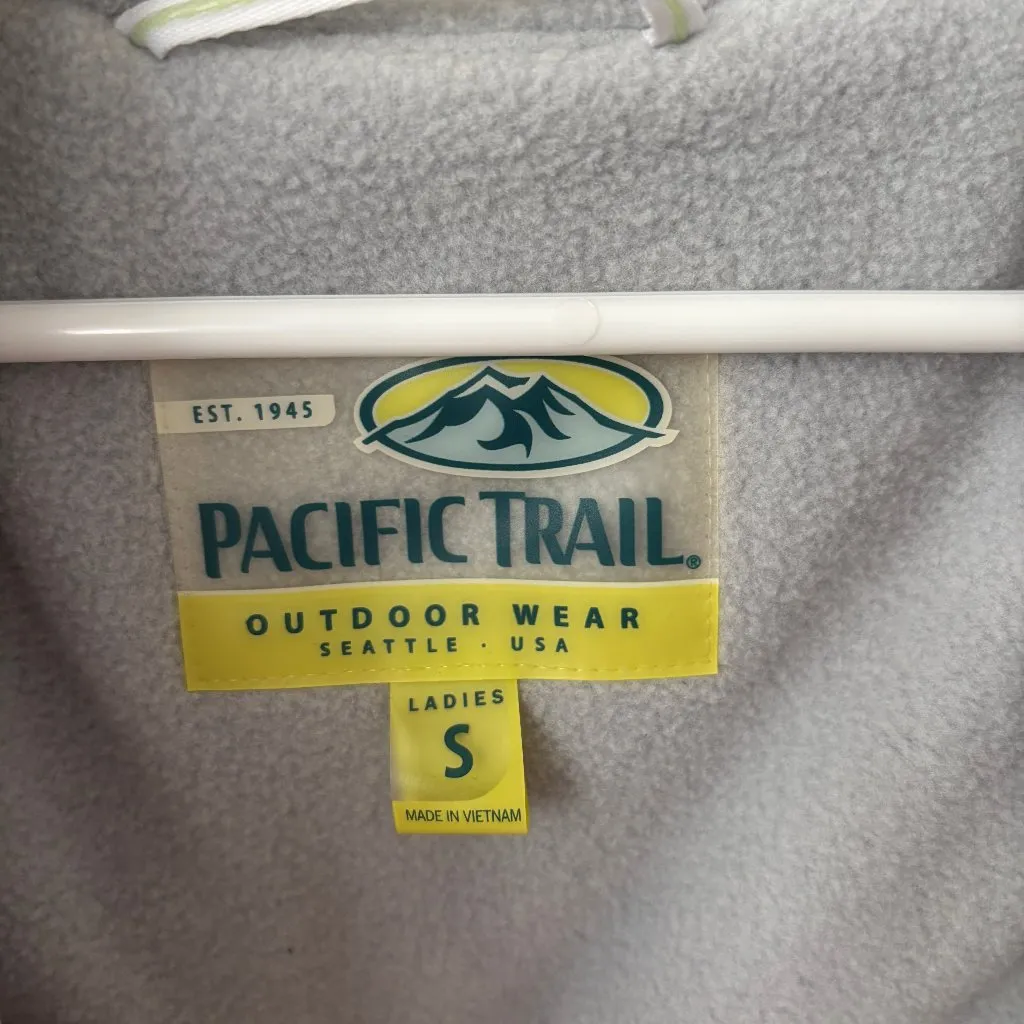 EST. 1945
PACIFIC TRAIL®
OUTDOOR WEAR
SEATTLE · USA
LADIES
S
MADE IN VIETNAM